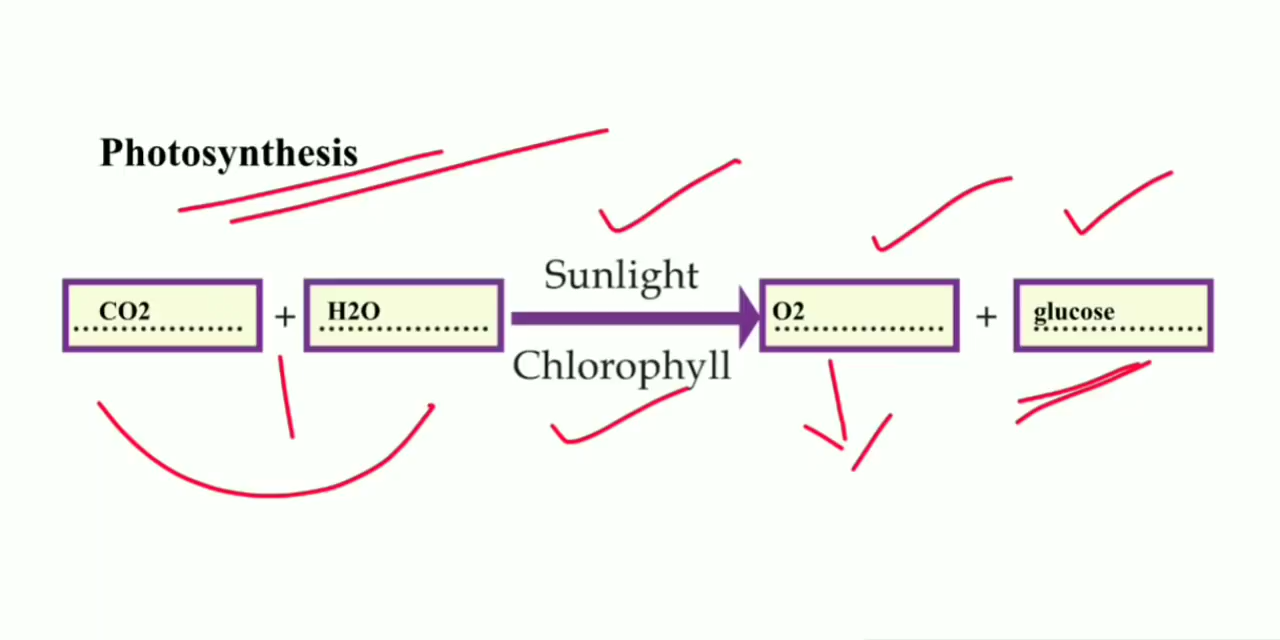 Photosynthesis
Sunlight
CO2 + H2O O2 + glucose
Chlorophyll